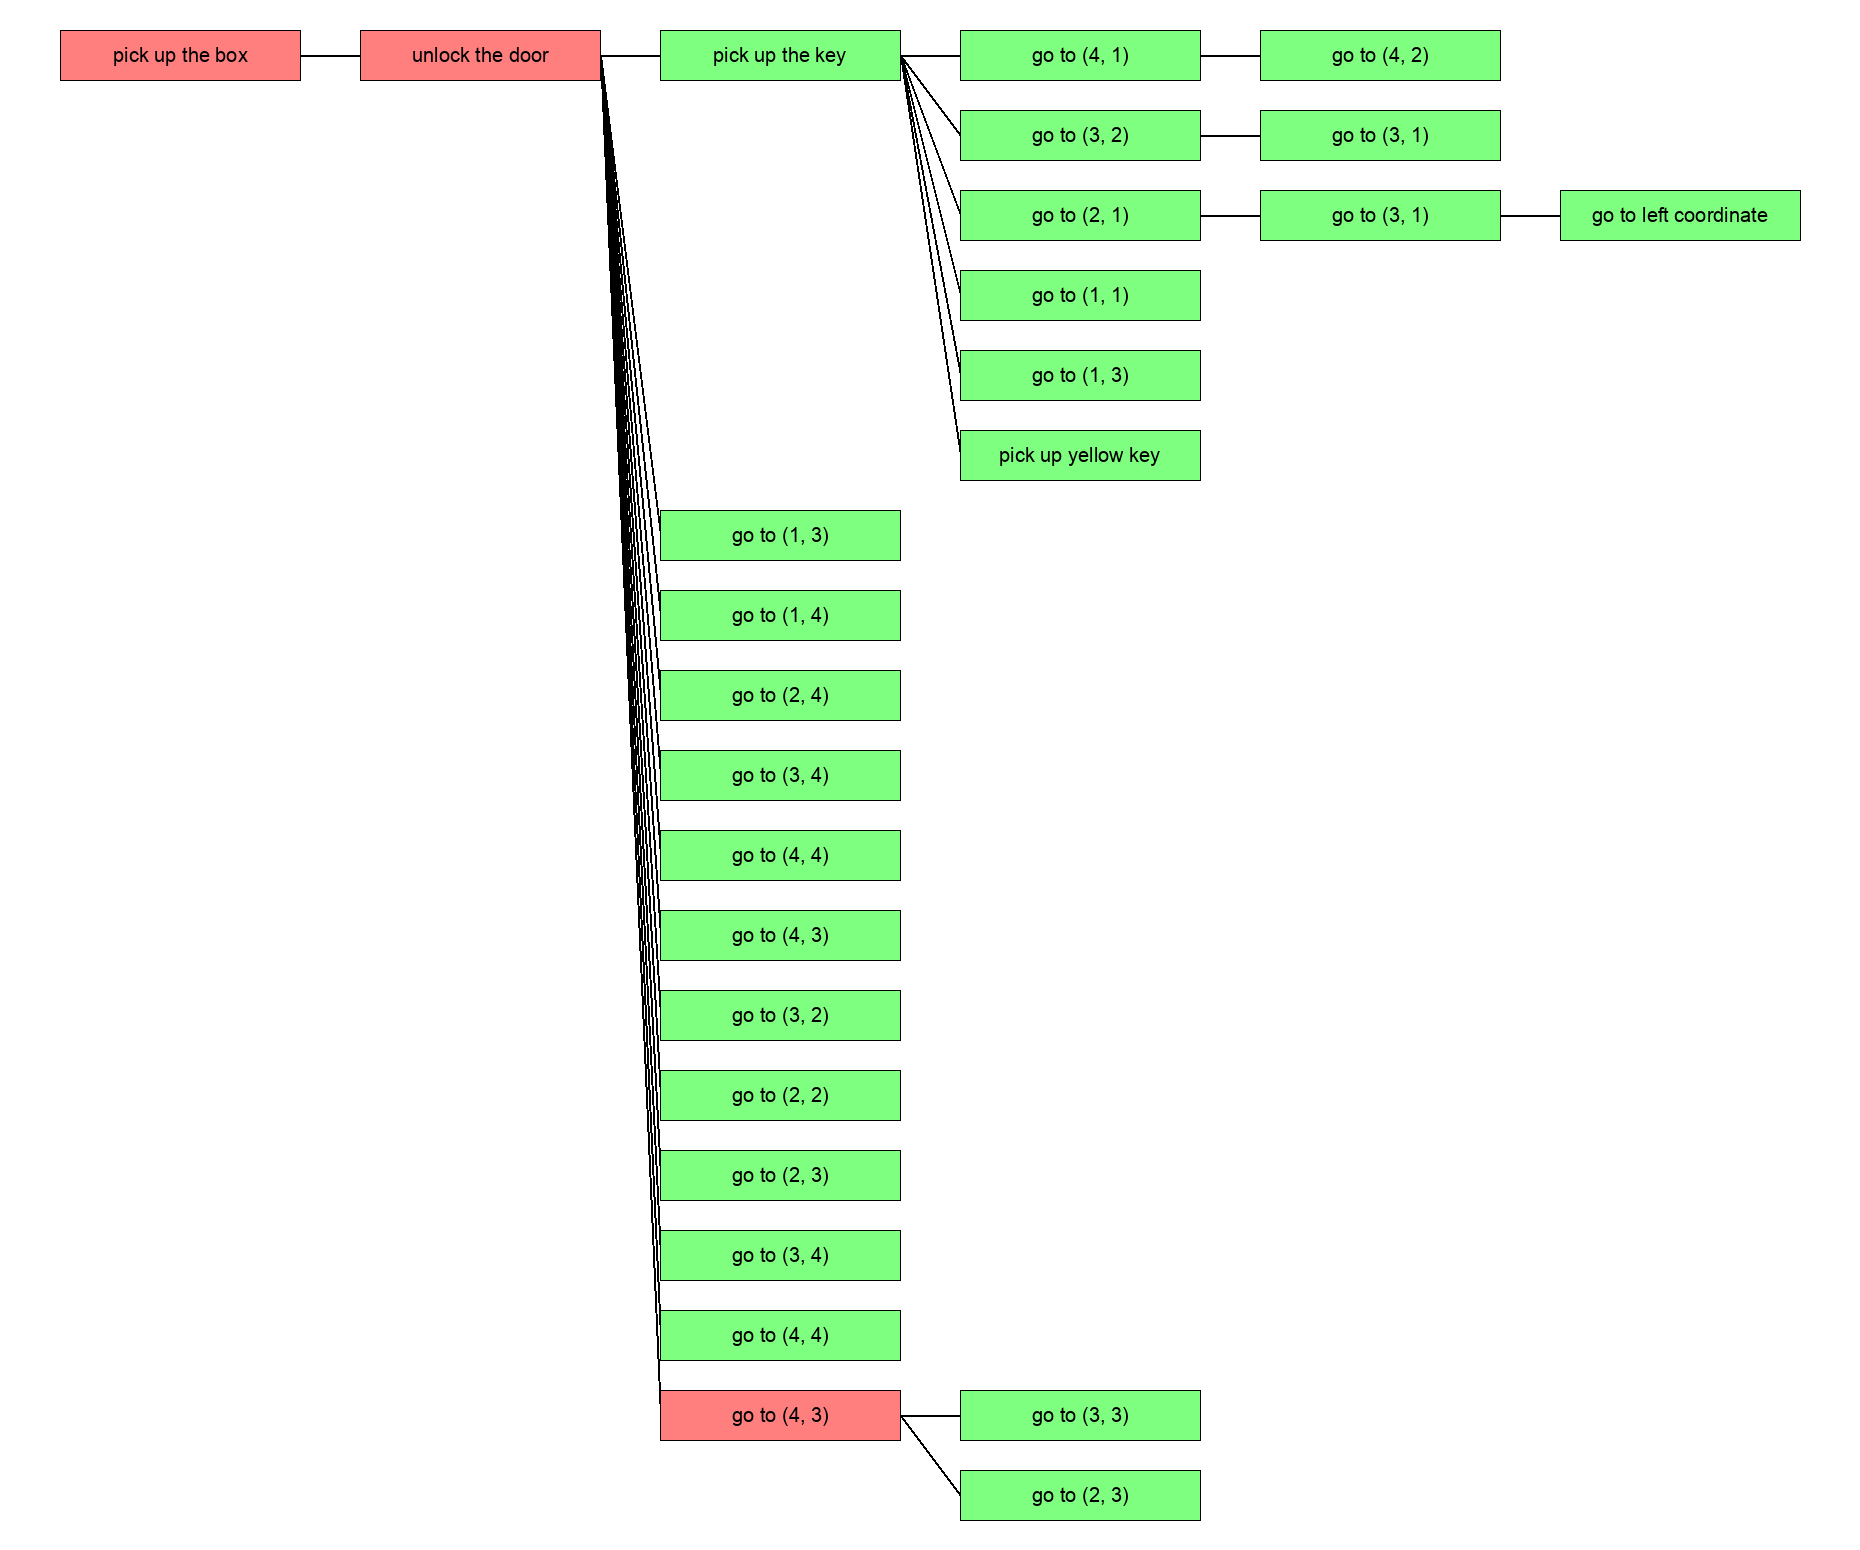 pick up the box
unlock the door
pick up the key
go to (4, 1)
go to (4, 2)
go to (3, 2)
go to (3, 1)
go to (2, 1)
go to (3, 1)
go to left coordinate
go to (1, 1)
go to (1, 3)
pick up yellow key
go to (1, 3)
go to (1, 4)
go to (2, 4)
go to (3, 4)
go to (4, 4)
go to (4, 3)
go to (3, 2)
go to (2, 2)
go to (2, 3)
go to (3, 4)
go to (4, 4)
go to (4, 3)
go to (3, 3)
go to (2, 3)